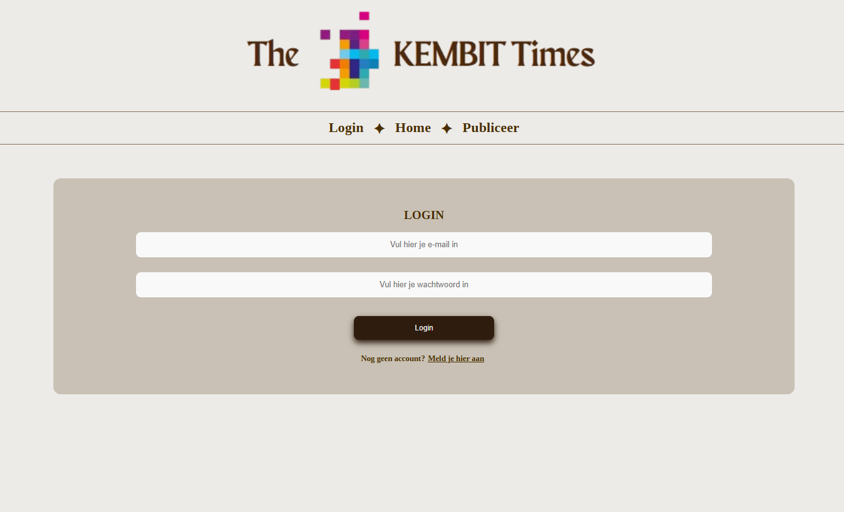 The KEMBIT Times
Login ✦ Home ✦ Publiceer
LOGIN
Vul hier je e-mail in
Vul hier je wachtwoord in
Login
Nog geen account? Meld je hier aan